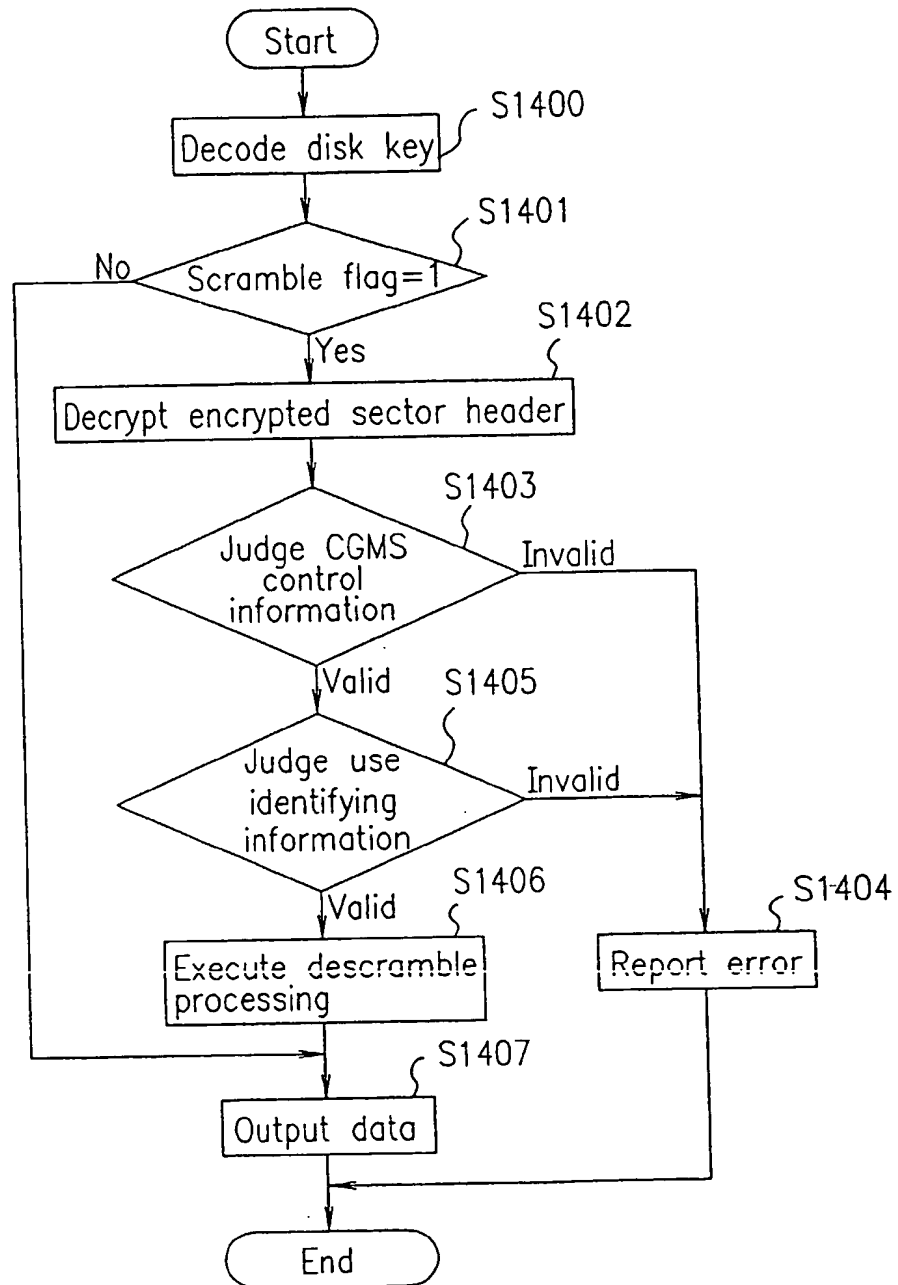 Start
S1400
Decode disk key
S1401
No
Scramble flag=1
Yes
S1402
Decrypt encrypted sector header
S1403
Judge CGMS
control
information
Invalid
Valid
S1405
Judge use
identifying
information
Invalid
Valid
S1406
Execute descramble
processing
S1404
Report error
S1407
Output data
End